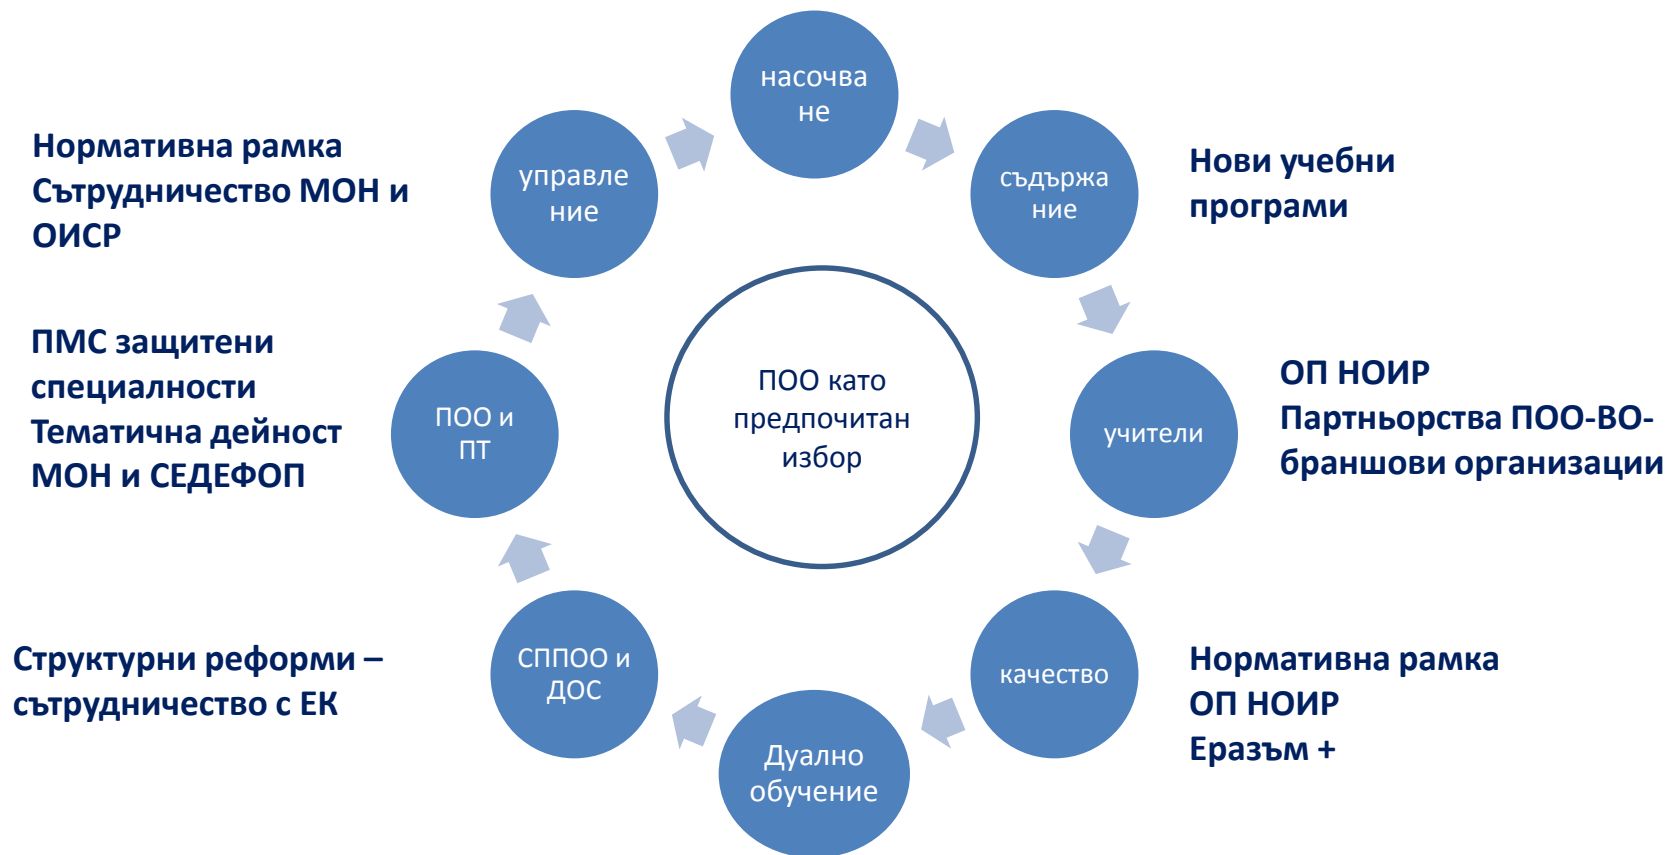 насочва
не
съдържа
ние
Нови учебни
програми
учители
ОП НОИР
Партньорства ПОО-ВО-
браншови организации
качество
Нормативна рамка
ОП НОИР
Еразъм +
Дуално
обучение
СППОО и
ДОС
Структурни реформи –
сътрудничество с ЕК
ПОО и
ПТ
ПМС защитени
специалности
Тематична дейност
МОН и СЕДЕФОП
управле
ние
Нормативна рамка
Сътрудничество МОН и
ОИСР
ПОО като
предпочитан
избор